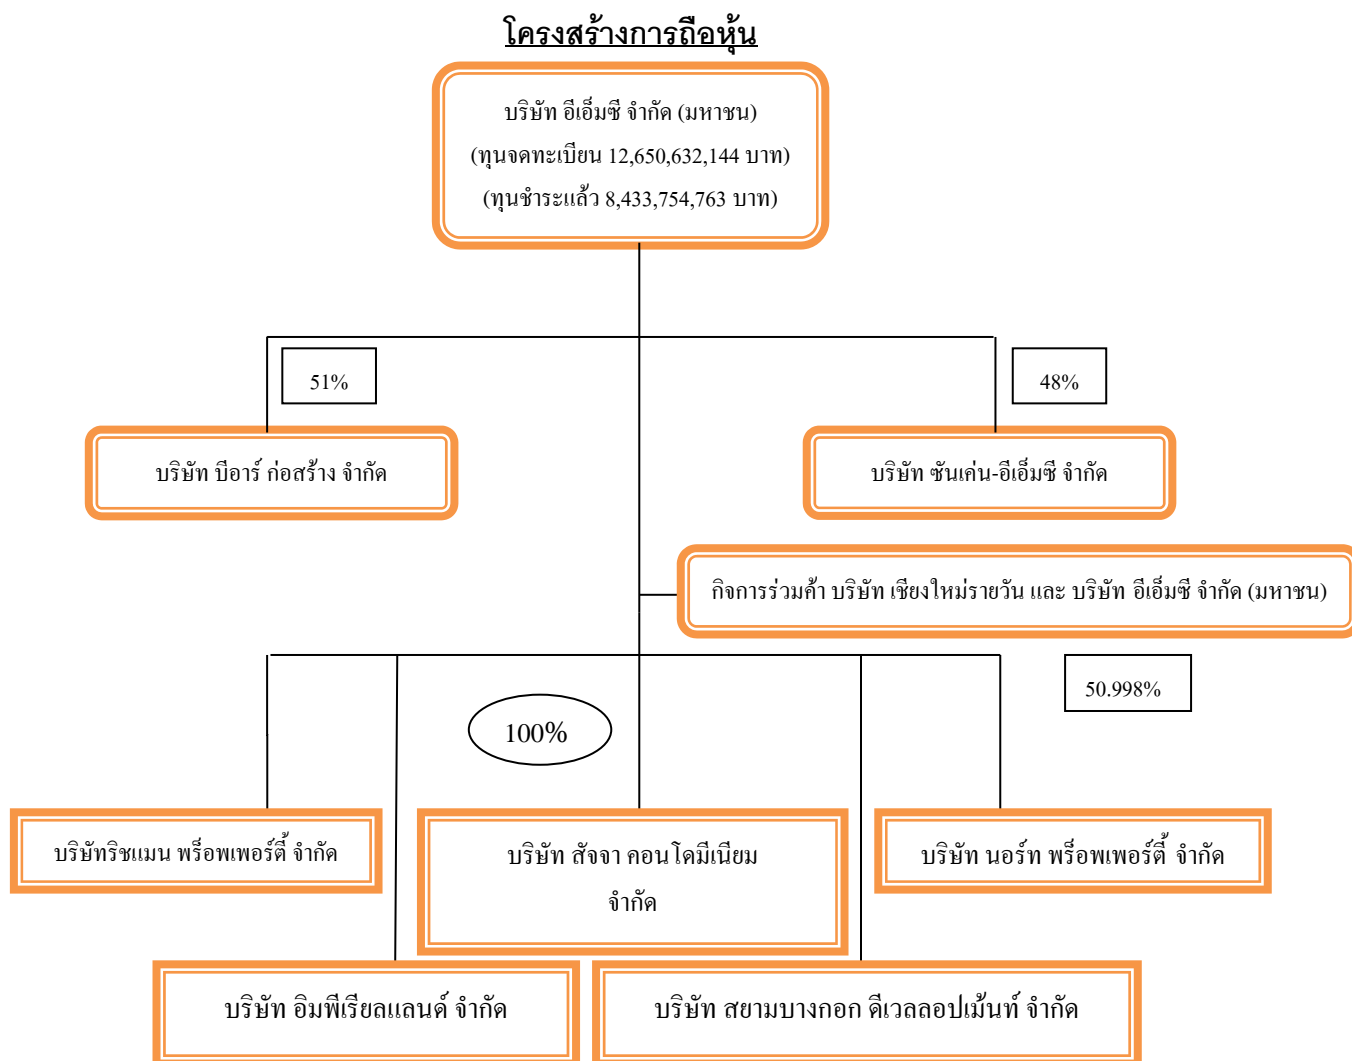 โครงสร้างการถือหุ้น
บริษัท อีเอ็มซี จำกัด (มหาชน)
(ทุนจดทะเบียน 12,650,632,144 บาท)
(ทุนชำระแล้ว 8,433,754,763 บาท)
51%
48%
บริษัท บีอาร์ ก่อสร้าง จำกัด
บริษัท ซันเค่น-อีเอ็มซี จำกัด
กิจการร่วมค้า บริษัท เชียงใหม่รายวัน และ บริษัท อีเอ็มซี จำกัด (มหาชน)
50.998%
100%
บริษัทริชแมน พร็อพเพอร์ตี้ จำกัด
บริษัท สัจจา คอนโดมีเนียม
จำกัด
บริษัท นอร์ท พร็อพเพอร์ตี้ จำกัด
บริษัท อิมพีเรียลแลนด์ จำกัด
บริษัท สยามบางกอก ดีเวลลอปเม้นท์ จำกัด